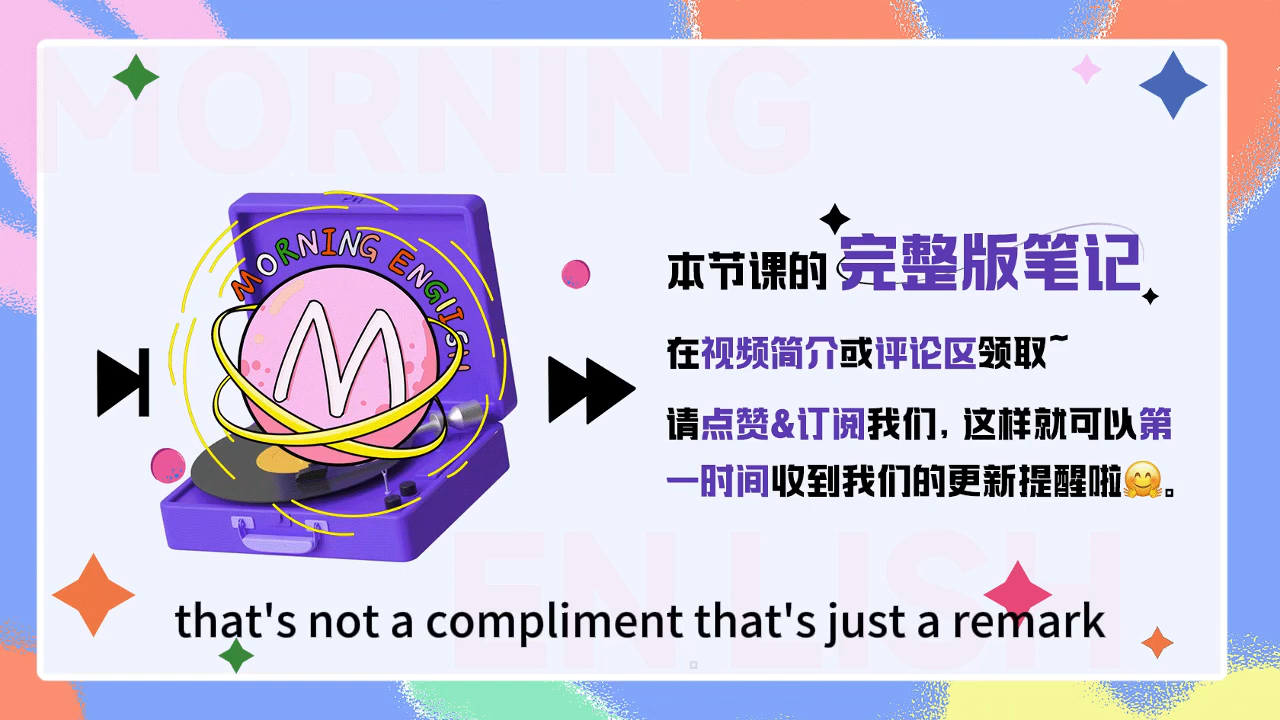 MORNING
MORNING ENGlISH
M
本节课的 完整版笔记
在视频简介或评论区领取~
请点赞&订阅我们, 这样就可以第
一时间收到我们的更新提醒啦🤗。
EN LISH
that's not a compliment that's just a remark